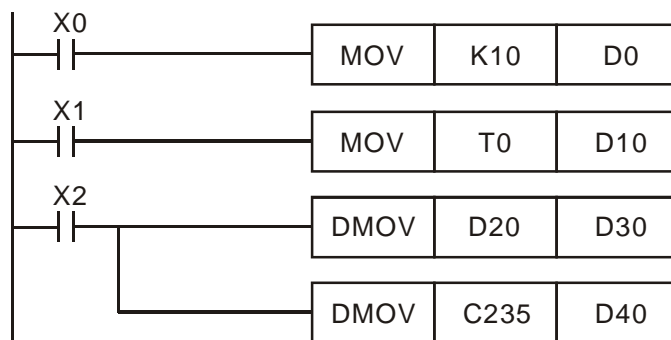 X0
MOV K10 D0
X1
MOV T0 D10
X2
DMOV D20 D30
DMOV C235 D40